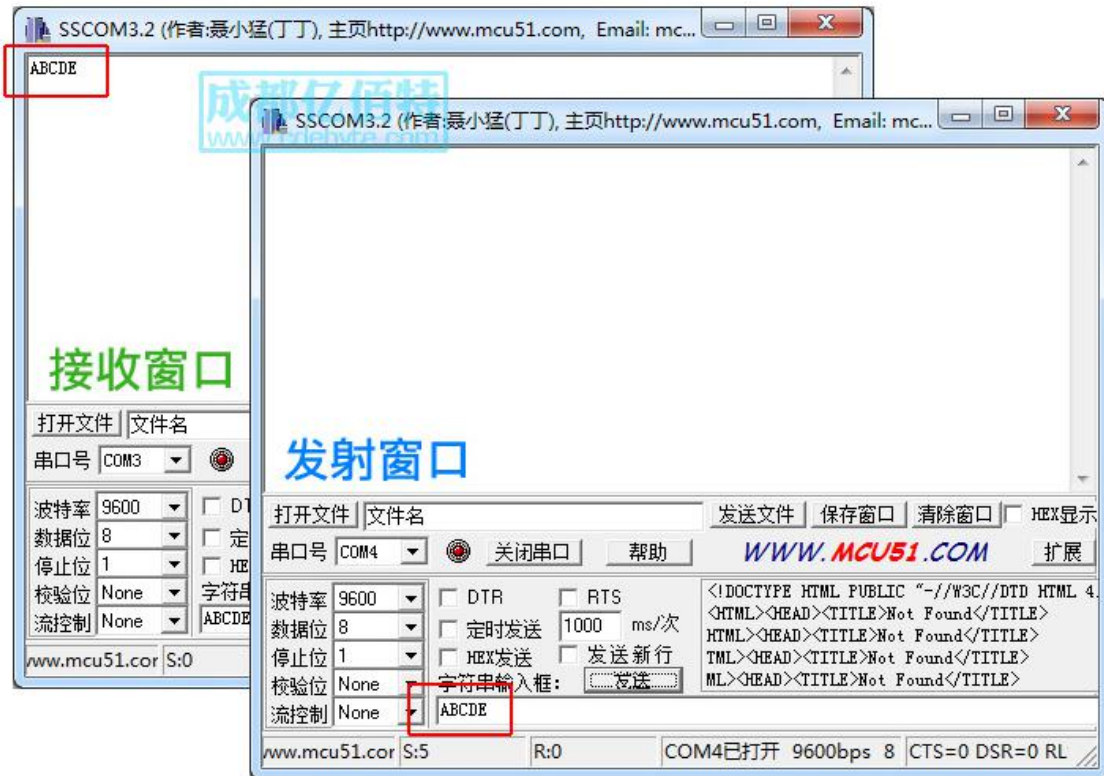 SSCOM3.2 (作者:聂小猛(丁丁), 主页http://www.mcu51.com, Email: mc...
ABCDE
成都亿佰特
www.cdebyte.com
接收窗口
打开文件 文件名
串口号 COM3
波特率 9600
数据位 8 定
停止位 1 HE
校验位 None 字符串
流控制 None ABCDE
www.mcu51.cor S:0
SSCOM3.2 (作者:聂小猛(丁丁), 主页http://www.mcu51.com, Email: mc...
发射窗口
打开文件 文件名 发送文件 保存窗口 清除窗口 HEX显示
串口号 COM4 关闭串口 帮助 WWW.MCU51.COM 扩展
波特率 9600 DTR RTS
数据位 8 定时发送 1000 ms/次
停止位 1 HEX发送 发送新行
校验位 None 字符串输入框: 发送
流控制 None ABCDE
<!DOCTYPE HTML PUBLIC "-//W3C//DTD HTML 4.
<HTML><HEAD><TITLE>Not Found</TITLE>
HTML><HEAD><TITLE>Not Found</TITLE>
TML><HEAD><TITLE>Not Found</TITLE>
ML><HEAD><TITLE>Not Found</TITLE>
www.mcu51.cor S:5 R:0 COM4已打开 9600bps 8 CTS=0 DSR=0 RL